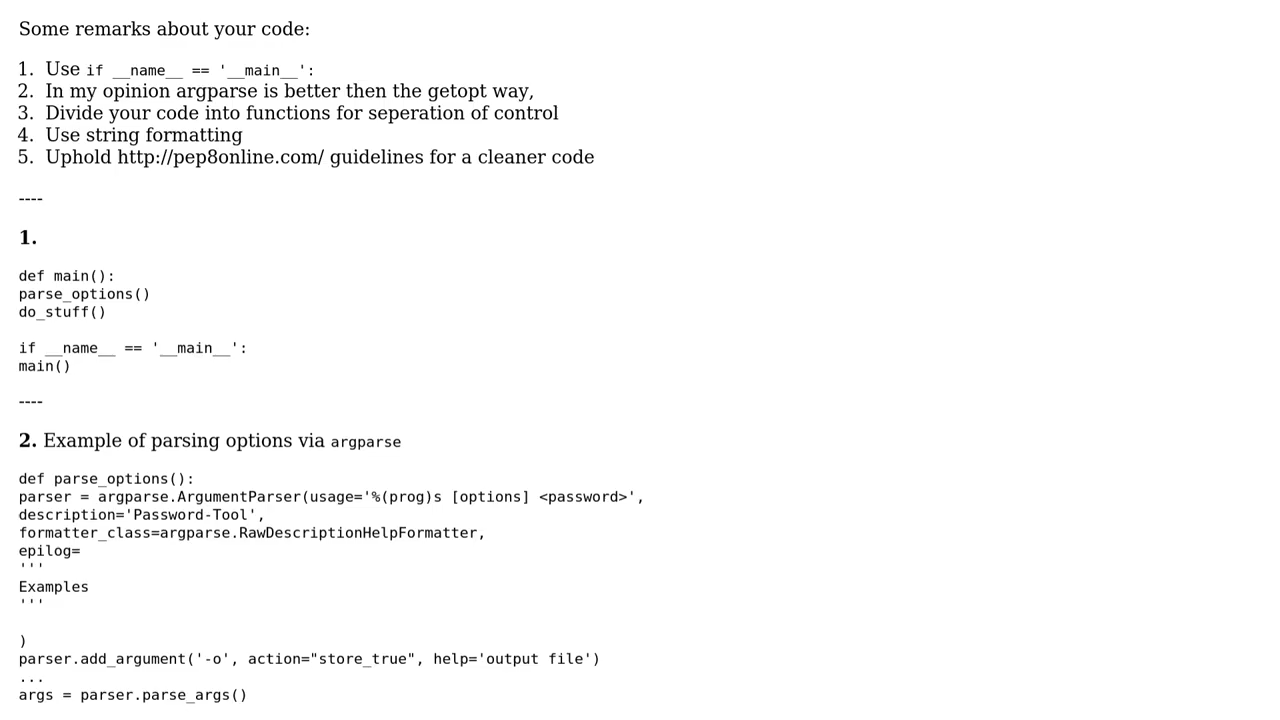 Some remarks about your code:
1. Use if __name__ == '__main__':
2. In my opinion argparse is better then the getopt way,
3. Divide your code into functions for seperation of control
4. Use string formatting
5. Uphold http://pep8online.com/ guidelines for a cleaner code
----
1.
def main():
parse_options()
do_stuff()
if __name__ == '__main__':
main()
----
2. Example of parsing options via argparse
def parse_options():
parser = argparse.ArgumentParser(usage='%(prog)s [options] <password>',
description='Password-Tool',
formatter_class=argparse.RawDescriptionHelpFormatter,
epilog=
'''
Examples
'''
)
parser.add_argument('-o', action="store_true", help='output file')
...
args = parser.parse_args()